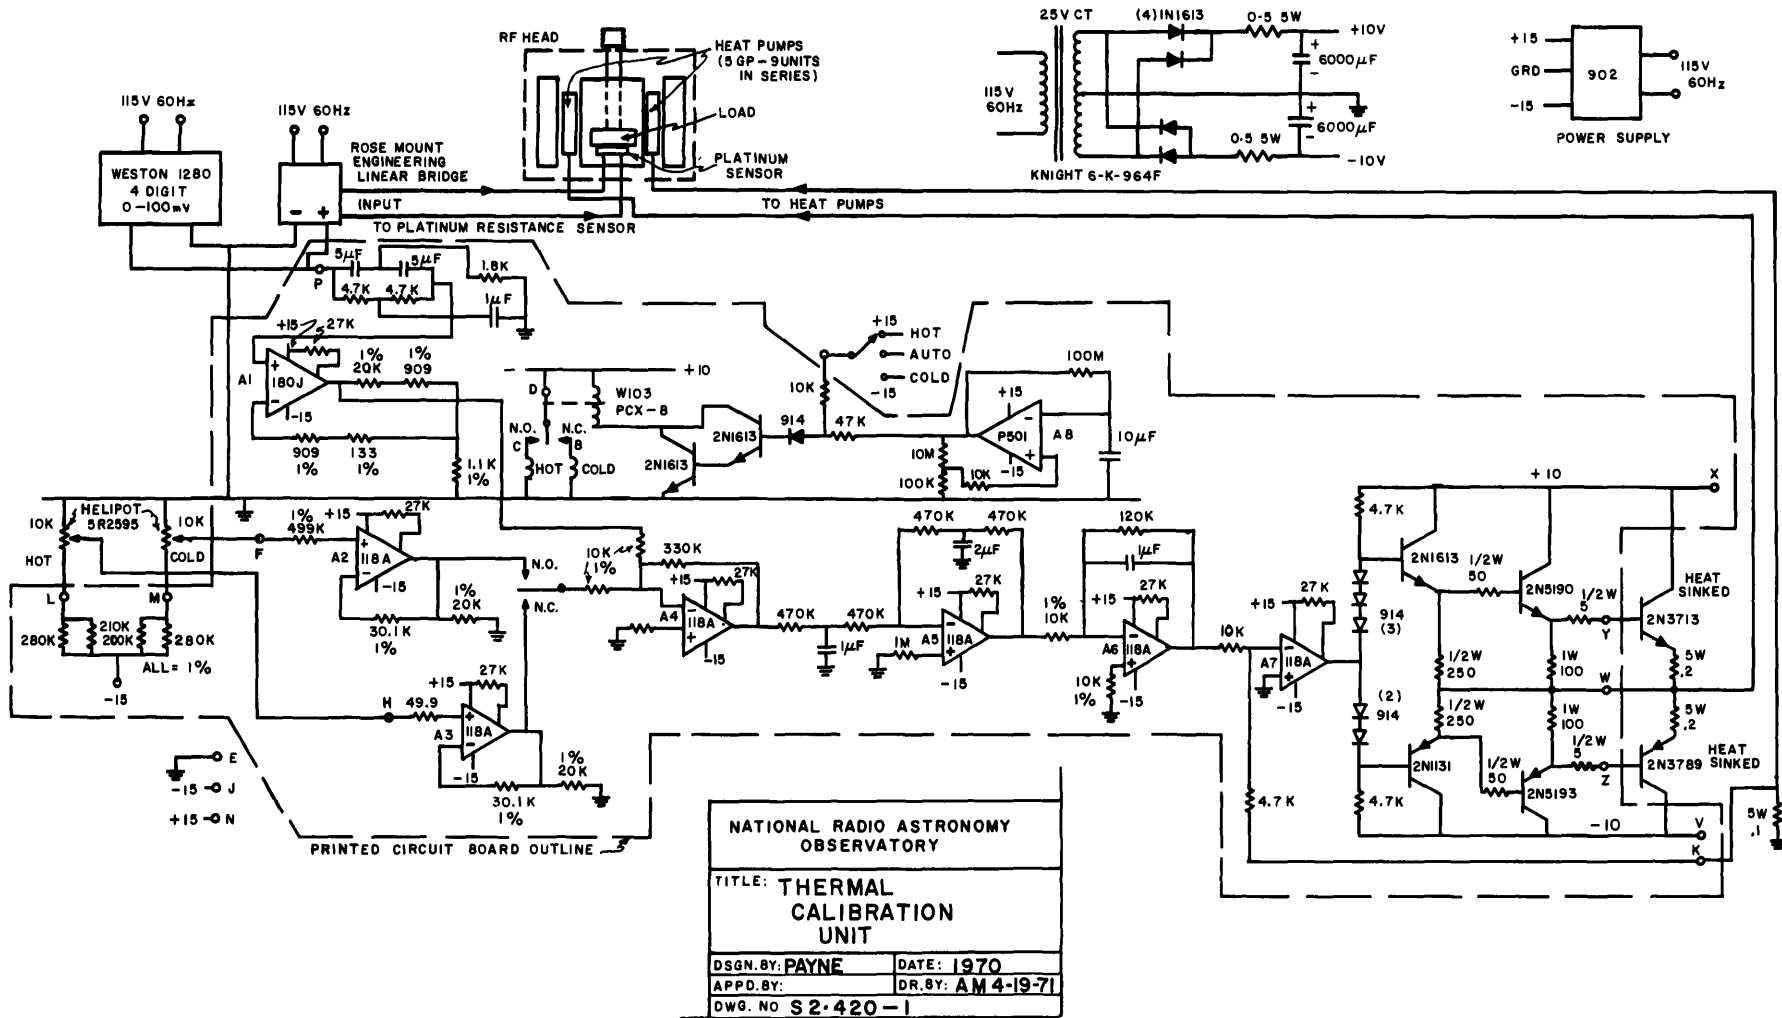 RF HEAD
HEAT PUMPS
(5 GP-9UNITS
IN SERIES)
LOAD
PLATINUM
SENSOR
25V CT
(4)IN1613
0.5 5W
+10V
+
6000µF
-
115V
60Hz
+
6000µF
-
0.5 5W
-10V
KNIGHT 6-K-964F
+15
GRD
-15
902
115V
60Hz
POWER SUPPLY
115V 60Hz
115V 60Hz
WESTON 1280
4 DIGIT
0-100mV
- +
ROSE MOUNT
ENGINEERING
LINEAR BRIDGE
INPUT
TO HEAT PUMPS
TO PLATINUM RESISTANCE SENSOR
P
5µF
5µF
4.7K
4.7K
1.8K
1µF
+15
27K
A1
+
180J
-
-15
1%
20K
1%
909
909
1%
133
1%
1.1K
1%
+10
D
W103
PCX-8
N.O.
C
N.C.
B
HOT
COLD
2N1613
2N1613
914
47K
10K
+15
HOT
AUTO
COLD
-15
100M
+15
-
P501
+
-15
A8
10M
10K
100K
10µF
10K
HELIPOT
5R2595
10K
HOT
COLD
F
L
M
280K
210K
200K
280K
ALL = 1%
-15
1%
499K
+15
27K
A2
+
118A
-
-15
30.1K
1%
1%
20K
N.O.
N.C.
10K
1%
330K
+15
27K
A4
-
118A
+
-15
H
49.9
+15
27K
A3
+
118A
-
-15
30.1K
1%
1%
20K
470K
470K
1µF
470K
470K
2µF
+15
27K
1M
A5
-
118A
+
-15
1%
10K
120K
1µF
+15
27K
A6
-
118A
+
-15
10K
1%
10K
+15
27K
A7
-
118A
+
-15
4.7K
4.7K
914
(3)
(2)
914
4.7K
2N1613
1/2W
50
2N5190
1/2W
5
Y
2N3713
HEAT
SINKED
+10
X
1/2W
250
1W
100
5W
.2
W
1/2W
250
1W
100
5W
.2
2N1131
1/2W
50
2N5193
1/2W
5
Z
2N3789
HEAT
SINKED
-10
V
K
5W
.1
E
-15 J
+15 N
PRINTED CIRCUIT BOARD OUTLINE
NATIONAL RADIO ASTRONOMY
OBSERVATORY
TITLE: THERMAL
CALIBRATION
UNIT
DSGN. BY: PAYNE
DATE: 1970
APPD. BY:
DR. BY: AM 4-19-71
DWG. NO S2.420-1